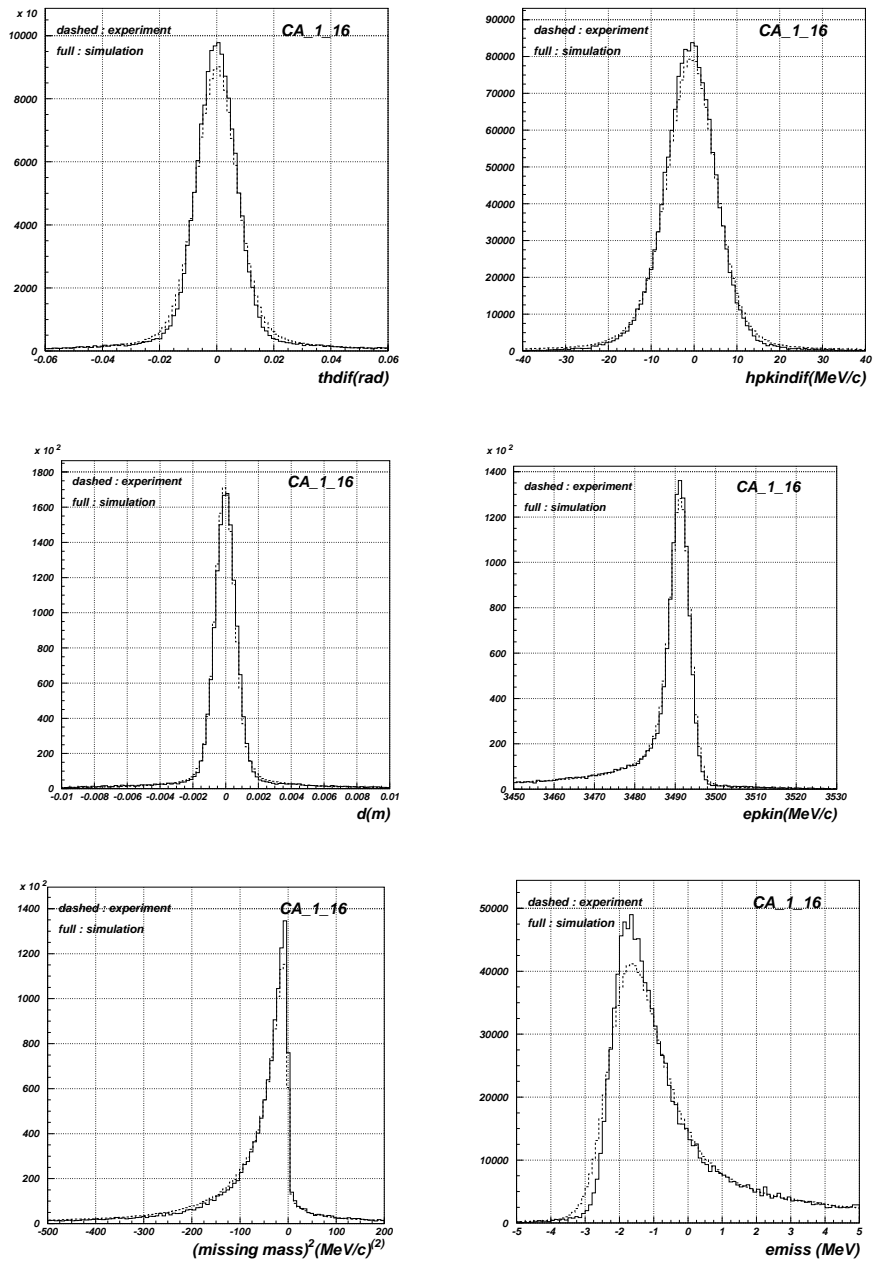 x 10
dashed : experiment
CA_1_16
full : simulation
10000
8000
6000
4000
2000
0
-0.06 -0.04 -0.02 0 0.02 0.04 0.06
thdif(rad)
90000
dashed : experiment
CA_1_16
full : simulation
80000
70000
60000
50000
40000
30000
20000
10000
0
-40 -30 -20 -10 0 10 20 30 40
hpkindif(MeV/c)
x 10 2
1800
dashed : experiment
CA_1_16
full : simulation
1600
1400
1200
1000
800
600
400
200
0
-0.01 -0.008 -0.006 -0.004 -0.002 0 0.002 0.004 0.006 0.008 0.01
d(m)
x 10 2
1400
dashed : experiment
CA_1_16
full : simulation
1200
1000
800
600
400
200
0
3450 3460 3470 3480 3490 3500 3510 3520 3530
epkin(MeV/c)
x 10 2
1400
dashed : experiment
CA_1_16
full : simulation
1200
1000
800
600
400
200
0
-500 -400 -300 -200 -100 0 100 200
(missing mass)2(MeV/c)(2)
50000
dashed : experiment
CA_1_16
full : simulation
40000
30000
20000
10000
0
-5 -4 -3 -2 -1 0 1 2 3 4 5
emiss (MeV)